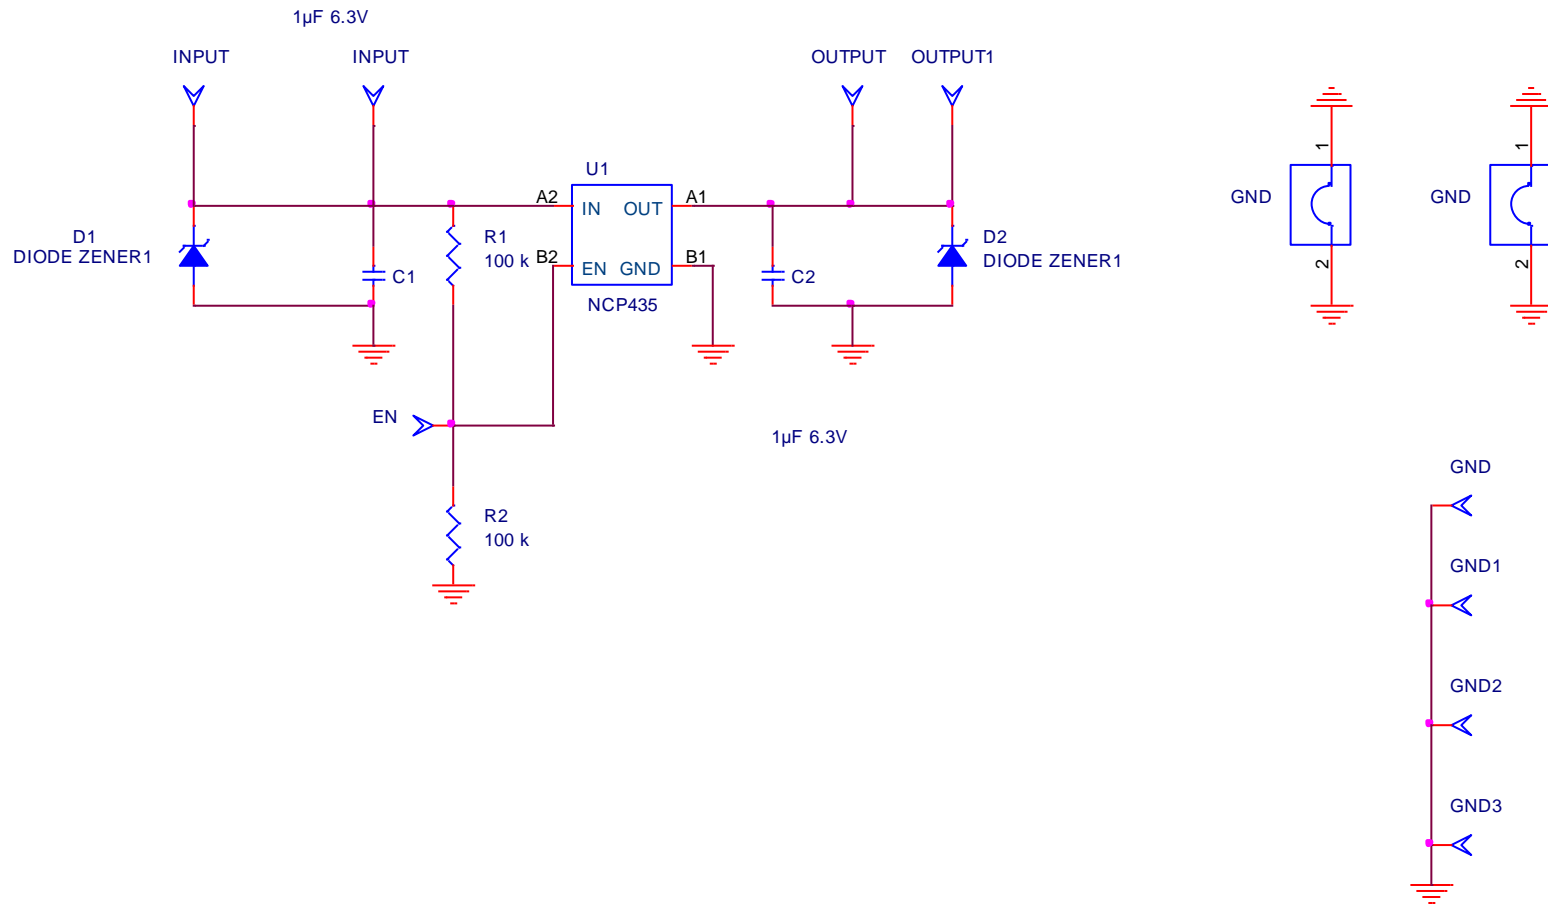 1µF 6.3V
INPUT
INPUT
OUTPUT
OUTPUT1
U1
A2
IN
OUT
A1
B2
EN
GND
B1
NCP435
D1
DIODE ZENER1
C1
R1
100 k
C2
D2
DIODE ZENER1
GND
1
2
GND
1
2
EN
1µF 6.3V
R2
100 k
GND
GND1
GND2
GND3